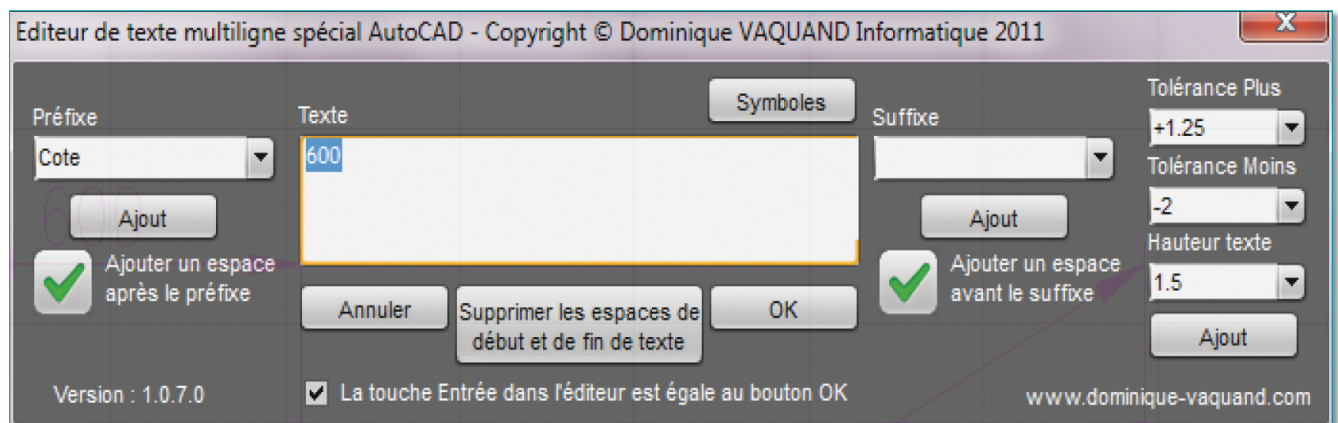 Editeur de texte multiligne spécial AutoCAD - Copyright © Dominique VAQUAND Informatique 2011
X
Préfixe
Cote
Ajout
Ajouter un espace
après le préfixe
Texte
Symboles
600
Annuler
Supprimer les espaces de
début et de fin de texte
OK
Suffixe
Ajout
Ajouter un espace
avant le suffixe
Tolérance Plus
+1.25
Tolérance Moins
-2
Hauteur texte
1.5
Ajout
600
Version : 1.0.7.0
La touche Entrée dans l'éditeur est égale au bouton OK
www.dominique-vaquand.com